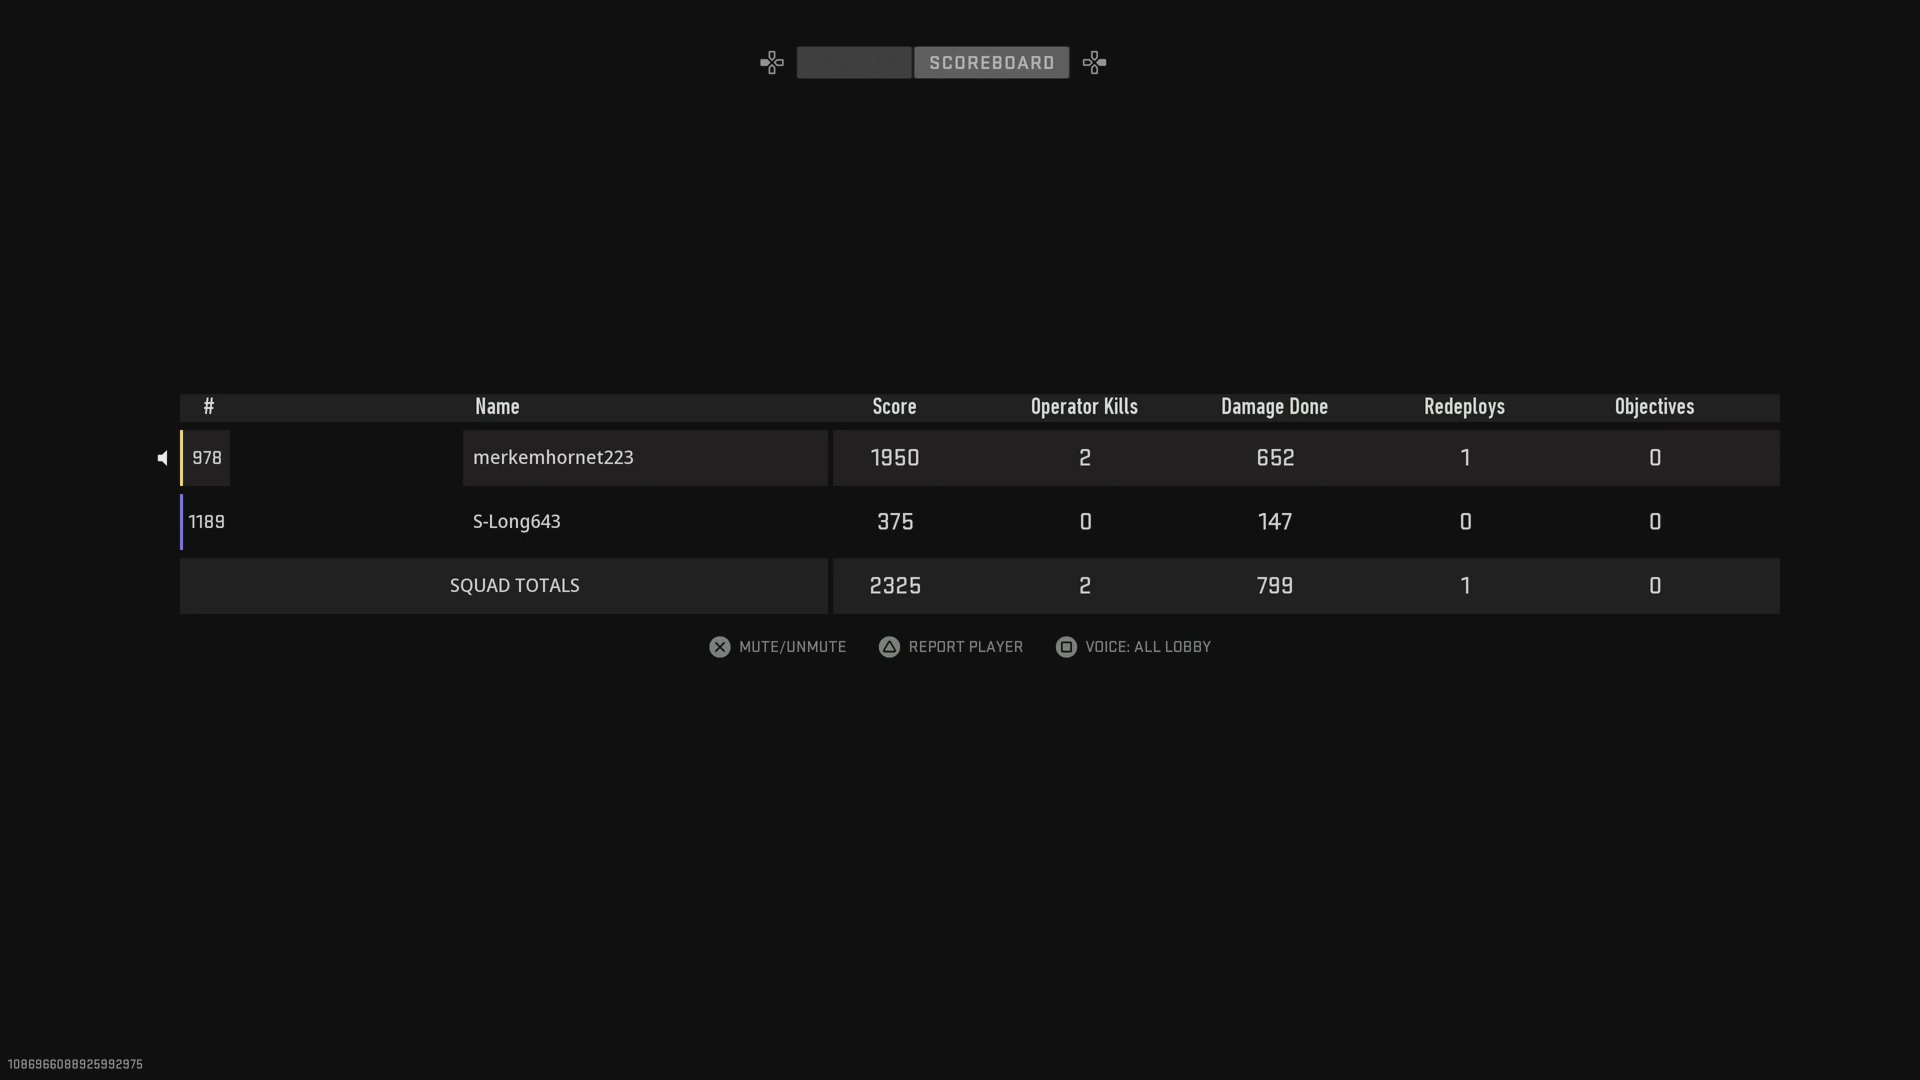 SCOREBOARD
# Name Score Operator Kills Damage Done Redeploys Objectives
978 merkemhornet223 1950 2 652 1 0
1189 S-Long643 375 0 147 0 0
SQUAD TOTALS 2325 2 799 1 0
MUTE/UNMUTE REPORT PLAYER VOICE: ALL LOBBY
1086966088925992975